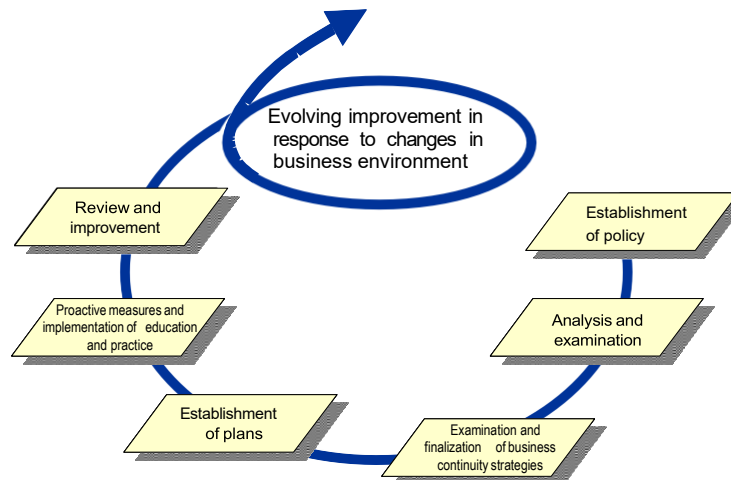 Evolving improvement in
response to changes in
business environment
Review and
improvement
Establishment
of policy
Proactive measures and
implementation of education
and practice
Analysis and
examination
Establishment
of plans
Examination and
finalization of business
continuity strategies